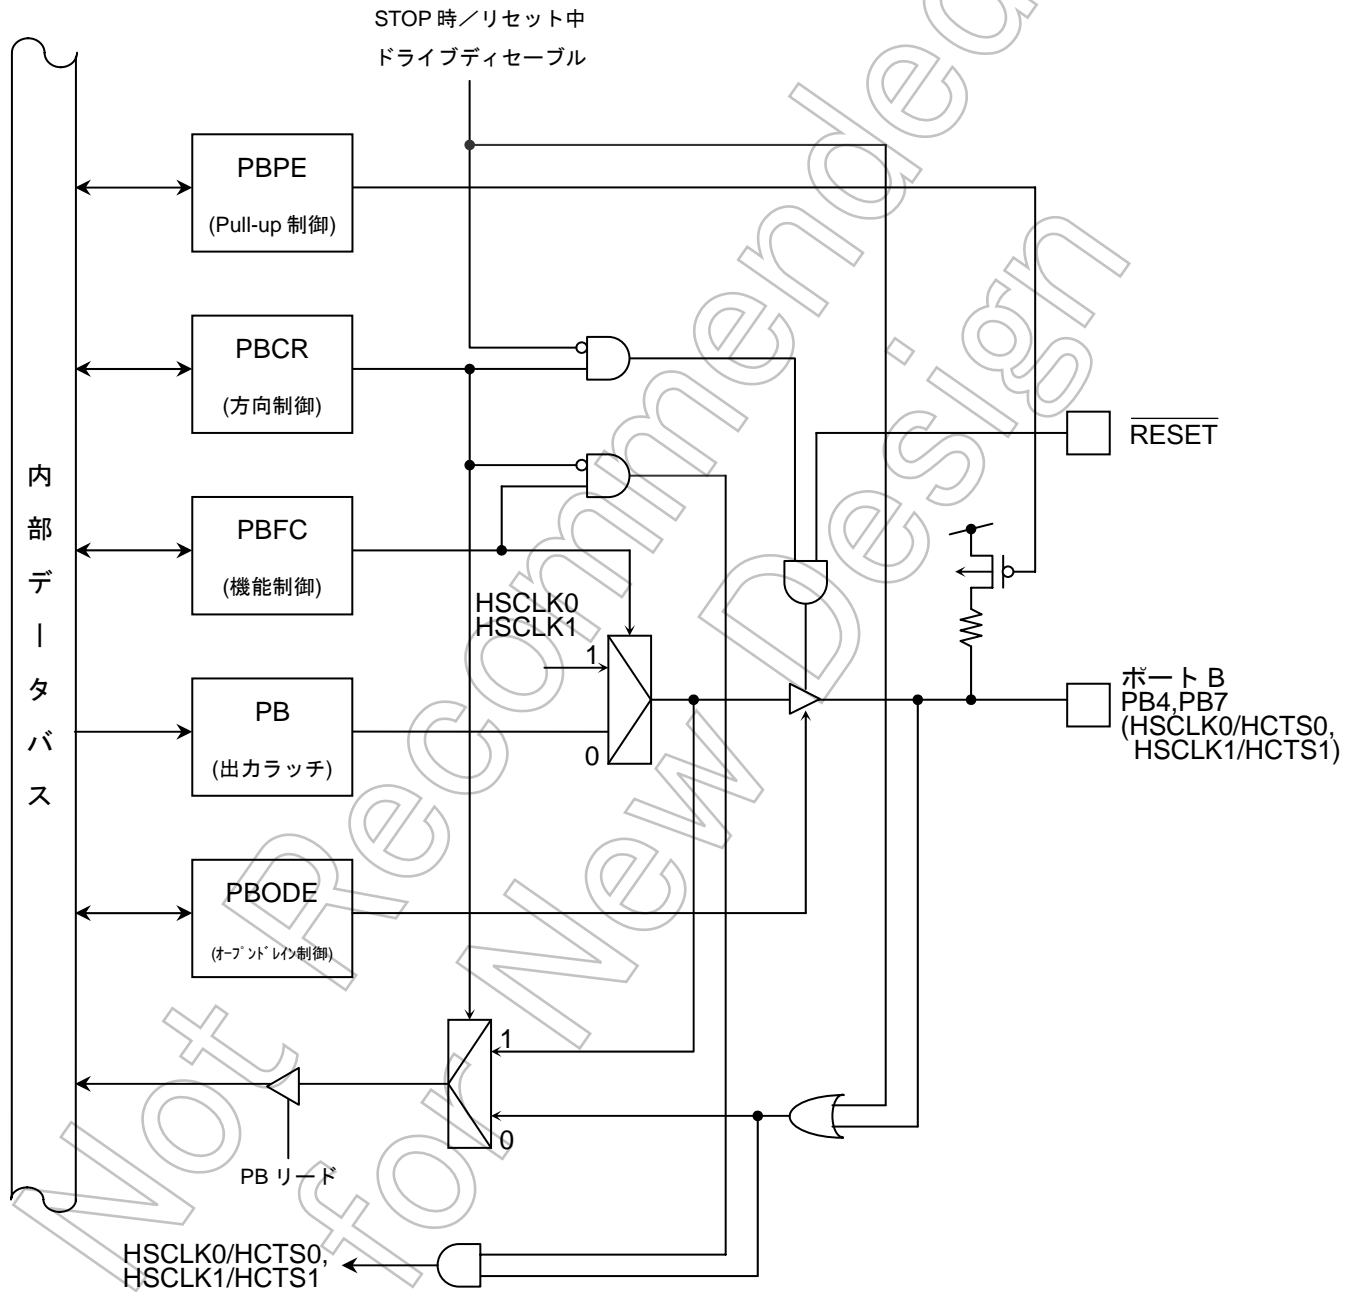 STOP 時／リセット中
ドライブディセーブル
PBPE
(Pull-up 制御)
PBCR
(方向制御)
RESET
内部データバス
PBFC
(機能制御)
HSCLK0
HSCLK1
1
0
PB
(出力ラッチ)
ポート B
PB4,PB7
(HSCLK0/HCTS0,
HSCLK1/HCTS1)
PBODE
(ｵｰﾌﾟﾝﾄﾞﾚｲﾝ制御)
1
0
PB リード
HSCLK0/HCTS0,
HSCLK1/HCTS1
Not Recommended
for New Design